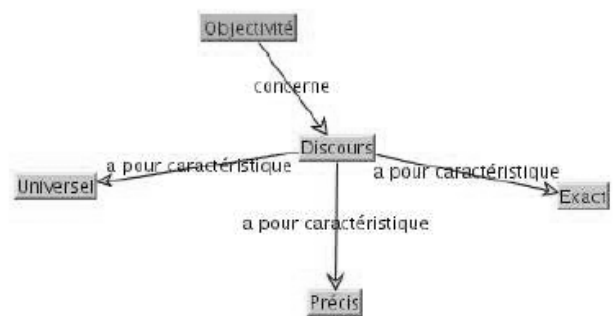 Objectivité
concerne
Discours
a pour caractéristique
a pour caractéristique
Universel
Exact
a pour caractéristique
Précis